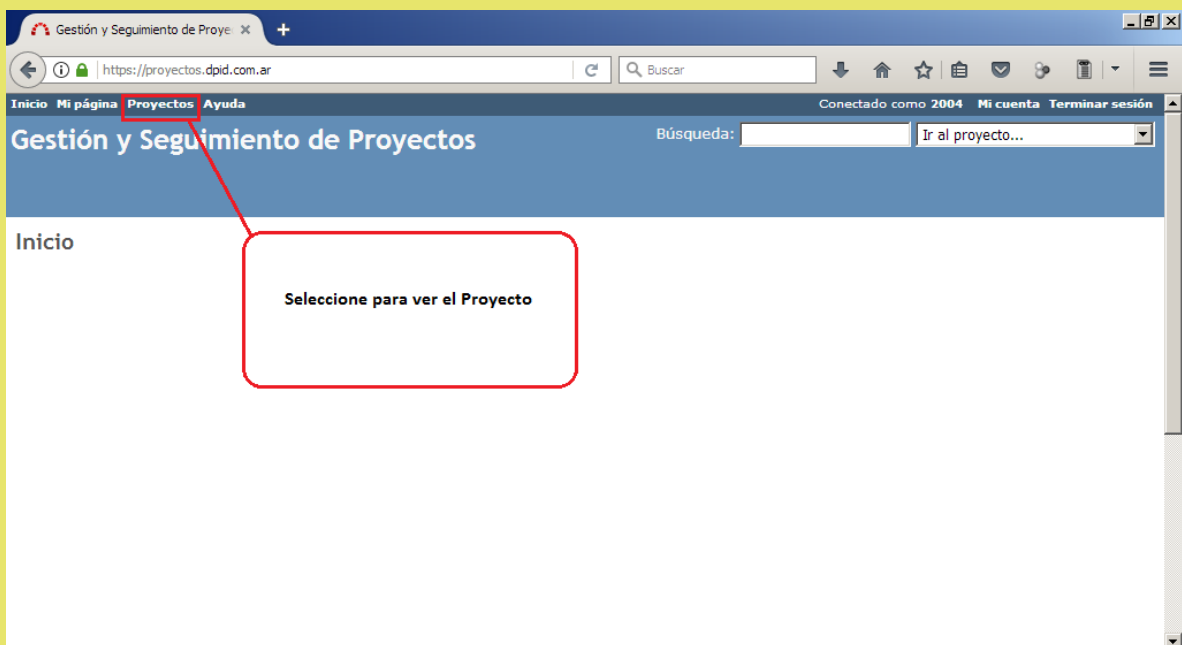 Gestión y Seguimiento de Proye
https://proyectos.dpid.com.ar
Buscar
Inicio Mi página Proyectos Ayuda
Conectado como 2004 Mi cuenta Terminar sesión
Gestión y Seguimiento de Proyectos
Búsqueda:
Ir al proyecto...
Inicio
Seleccione para ver el Proyecto